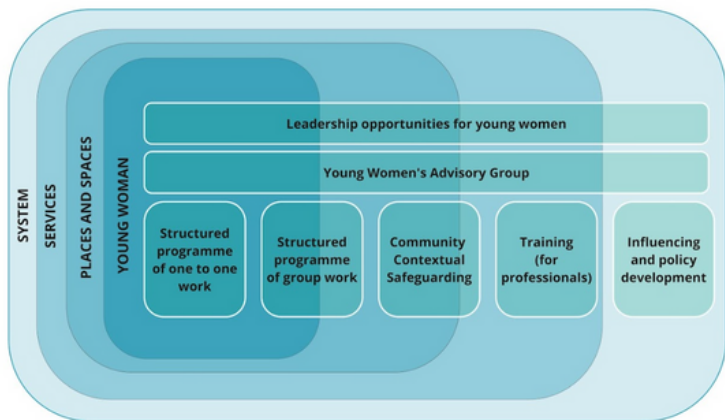 SYSTEM
SERVICES
PLACES AND SPACES
YOUNG WOMAN
Leadership opportunities for young women
Young Women's Advisory Group
Structured
programme
of one to one
work
Structured
programme
of group work
Community
Contextual
Safeguarding
Training
(for
professionals)
Influencing
and policy
development